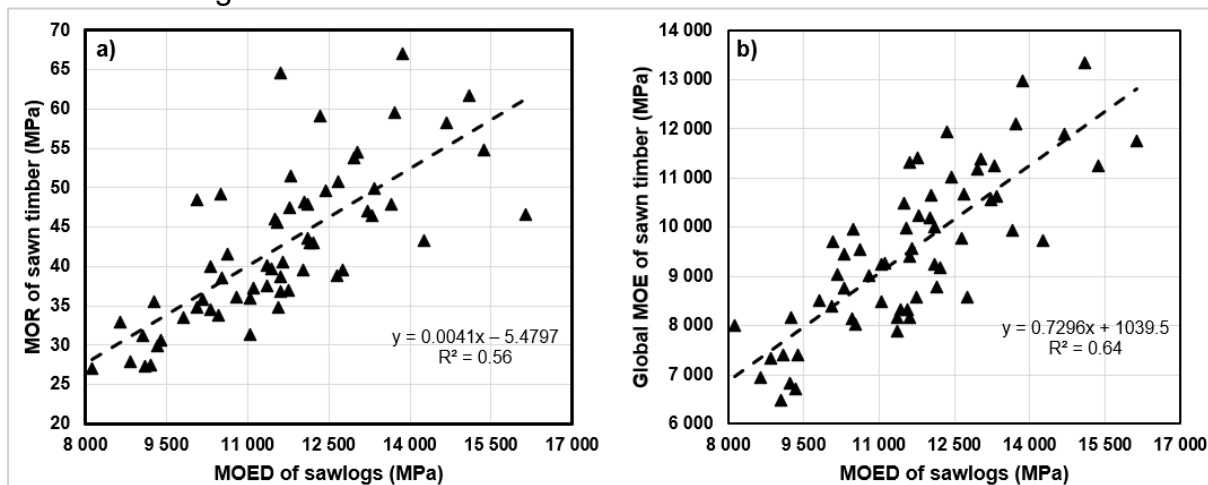 a)
MOR of sawn timber (MPa)
70
65
60
55
50
45
40
35
30
25
20
y = 0.0041x – 5.4797
R² = 0.56
8 000 9 500 11 000 12 500 14 000 15 500 17 000
MOED of sawlogs (MPa)
b)
Global MOE of sawn timber (MPa)
14 000
13 000
12 000
11 000
10 000
9 000
8 000
7 000
6 000
y = 0.7296x + 1039.5
R² = 0.64
8 000 9 500 11 000 12 500 14 000 15 500 17 000
MOED of sawlogs (MPa)